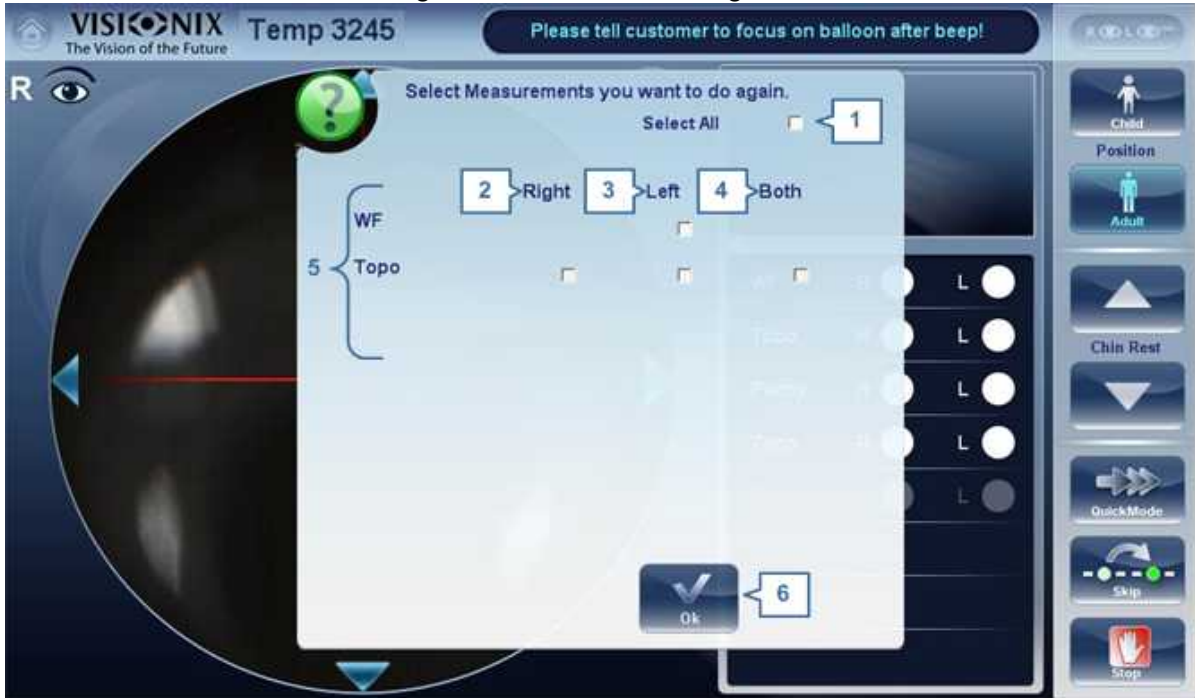 VISIONIX
The Vision of the Future
Temp 3245
Please tell customer to focus on balloon after beep!
R
Select Measurements you want to do again.
Select All
1
2 Right 3 Left 4 Both
WF
5 Topo
6
Ok
L
L
L
L
L
Child
Position
Adult
Chin Rest
QuickMode
Skip
Stop